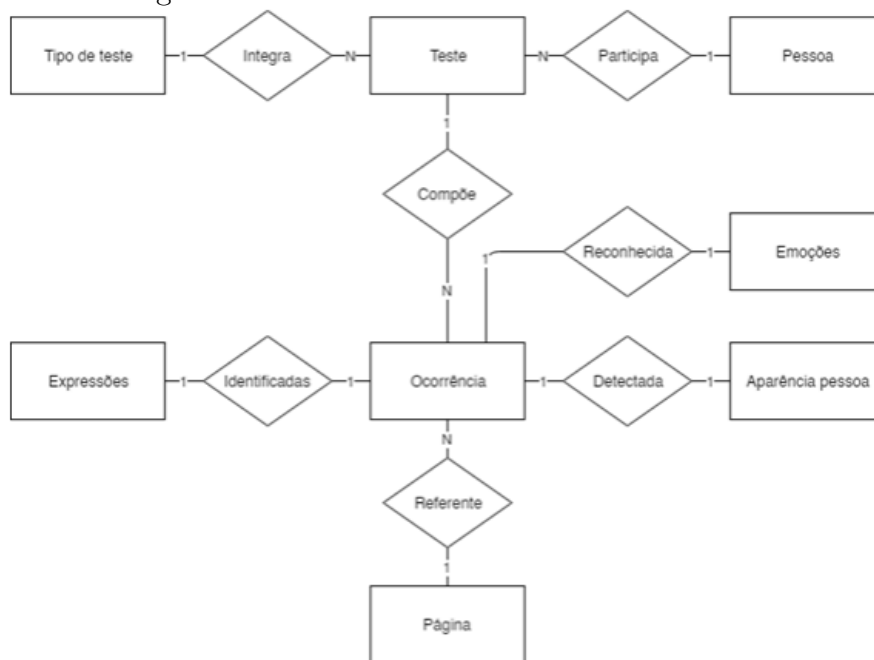 Tipo de teste
1
Integra
N
Teste
N
Participa
1
Pessoa
1
Compõe
N
1
Reconhecida
1
Emoções
Expressões
1
Identificadas
1
Ocorrência
1
Detectada
1
Aparência pessoa
N
Referente
1
Página